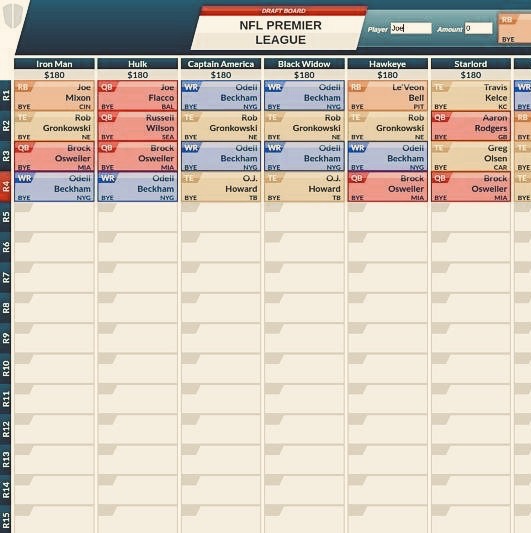 DRAFT BOARD
NFL PREMIER
LEAGUE
Player Joe Amount 0
RB
BYE
Iron Man Hulk Captain America Black Widow Hawkeye Starlord
$180 $180 $180 $180 $180 $180
R1
RB Joe Mixon BYE CIN
QB Joe Flacco BYE BAL
WR Odell Beckham BYE NYG
WR Odell Beckham BYE NYG
RB Le'Veon Bell BYE PIT
TE Travis Kelce BYE KC
WR
BYE
R2
TE Rob Gronkowski BYE NE
QB Russell Wilson BYE SEA
TE Rob Gronkowski BYE NE
TE Rob Gronkowski BYE NE
TE Rob Gronkowski BYE NE
QB Aaron Rodgers BYE GB
RB
BYE
R3
QB Brock Osweiler BYE MIA
QB Brock Osweiler BYE MIA
WR Odell Beckham BYE NYG
WR Odell Beckham BYE NYG
WR Odell Beckham BYE NYG
TE Greg Olsen BYE CAR
TE
BYE
R4
WR Odell Beckham BYE NYG
WR Odell Beckham BYE NYG
TE O.J. Howard BYE TB
TE O.J. Howard BYE TB
QB Brock Osweiler BYE MIA
QB Brock Osweiler BYE MIA
TE
BYE
R5
R6
R7
R8
R9
R10
R11
R12
R13
R14
R15